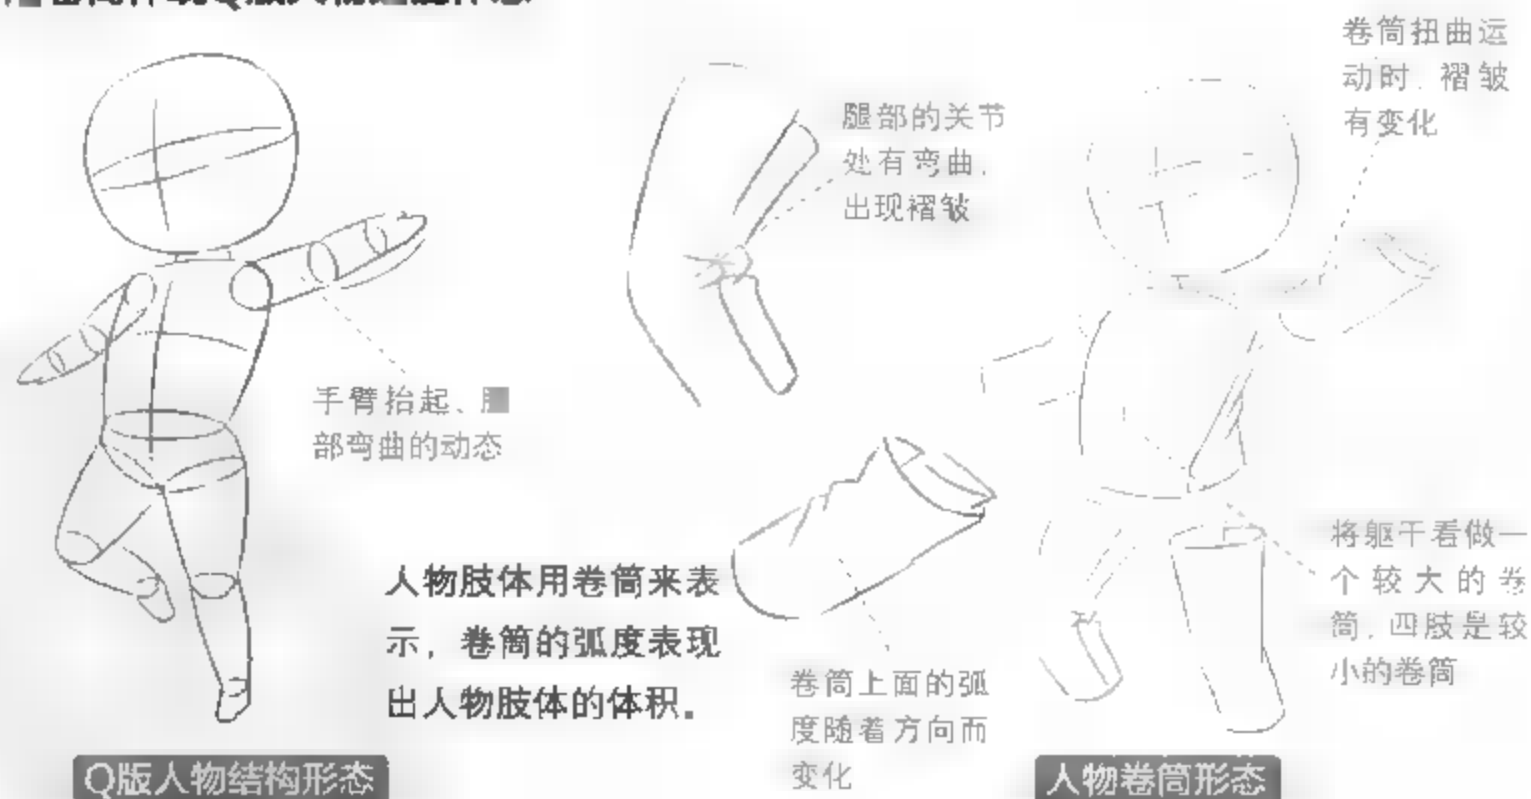 卷筒扭曲运
动时,褶皱
有变化
腿部的关节
处有弯曲,
出现褶皱
手臂抬起、
部弯曲的动态
人物肢体用卷筒来表
示，卷筒的弧度表现
出人物肢体的体积。
将躯干看做一
个较大的卷
筒,四肢是较
小的卷筒
卷筒上面的弧
度随着方向而
变化
Q版人物结构形态
人物卷筒形态